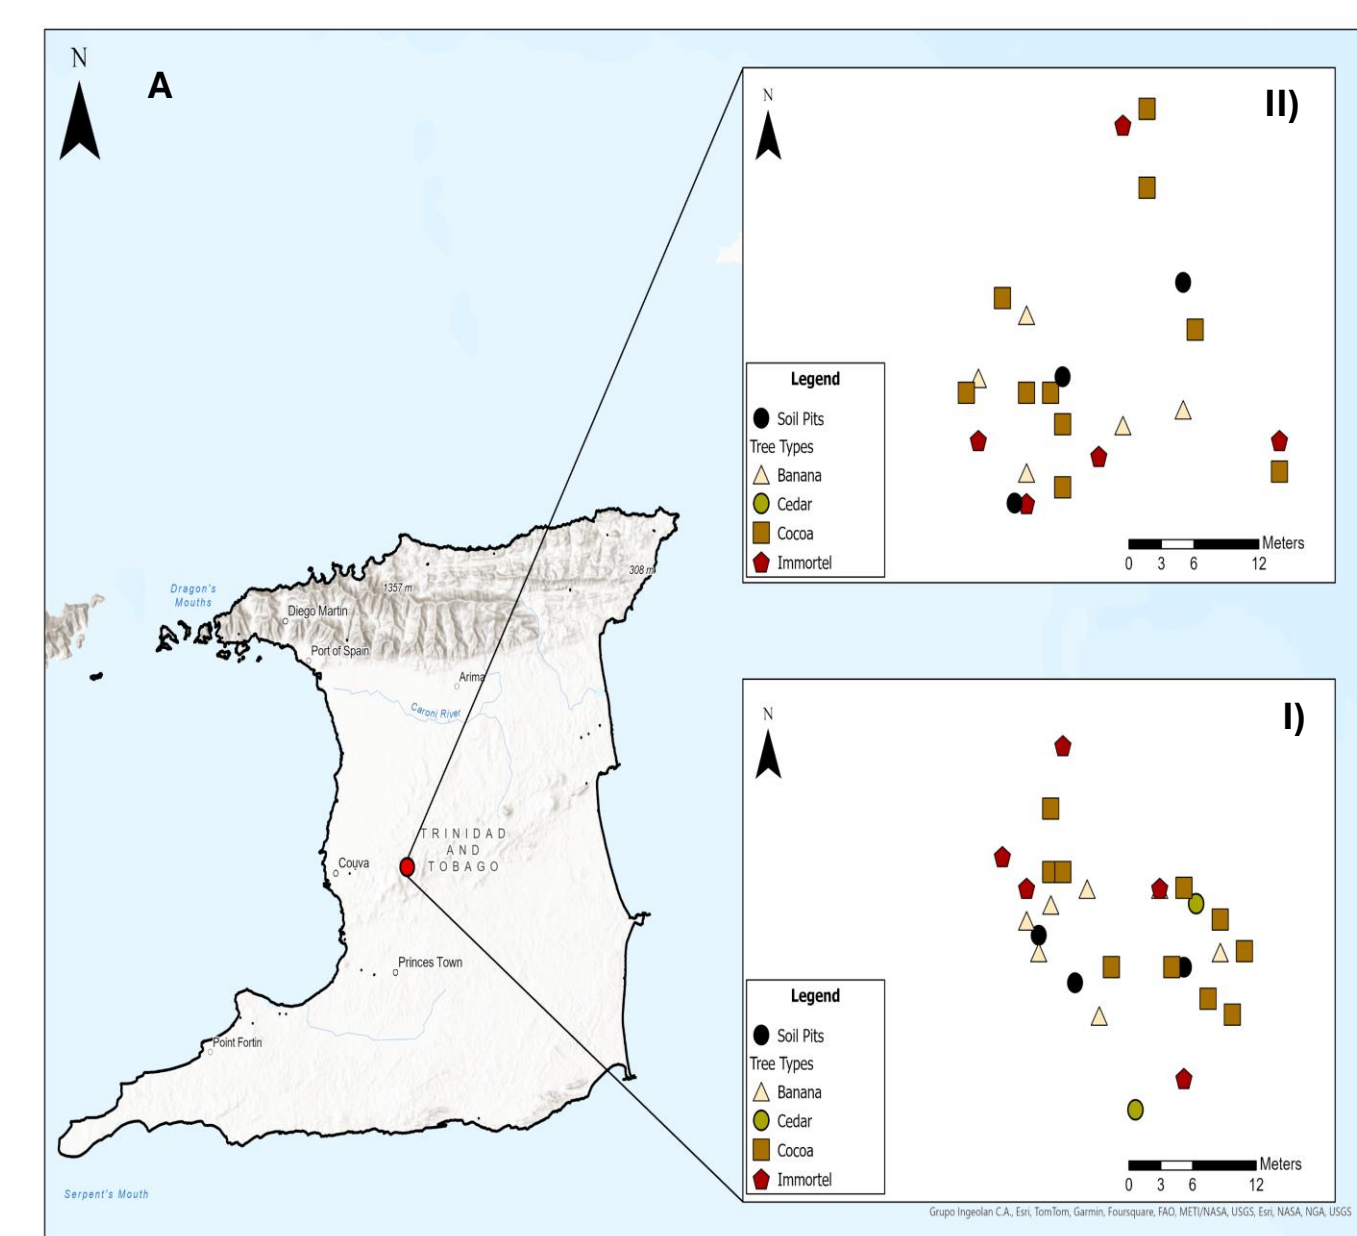 N
A
Dragon's
Mouths
1357 m
308 m
Diego Martin
Port of Spain
Arima
Caroni River
TRINIDAD
AND
TOBAGO
Couva
Princes Town
Point Fortin
Serpent's Mouth
N
II)
Legend
Soil Pits
Tree Types
Banana
Cedar
Cocoa
Immortel
Meters
0 3 6 12
N
I)
Legend
Soil Pits
Tree Types
Banana
Cedar
Cocoa
Immortel
Meters
0 3 6 12
Grupo Ingeolan C.A., Esri, TomTom, Garmin, Foursquare, FAO, METI/NASA, USGS, Esri, NASA, NGA, USGS